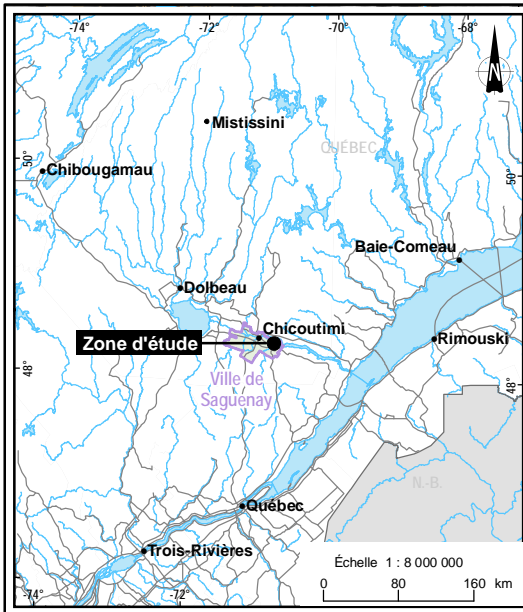 -74° -72° -70° -68°
N
Mistissini
QUÉBEC
50°
50°
Chibougamau
Baie-Comeau
Dolbeau
Chicoutimi
Zone d'étude
Rimouski
48°
Ville de
Saguenay
48°
N.-B.
Québec
Trois-Rivières
Échelle 1 : 8 000 000
0 80 160 km
-74° -72°